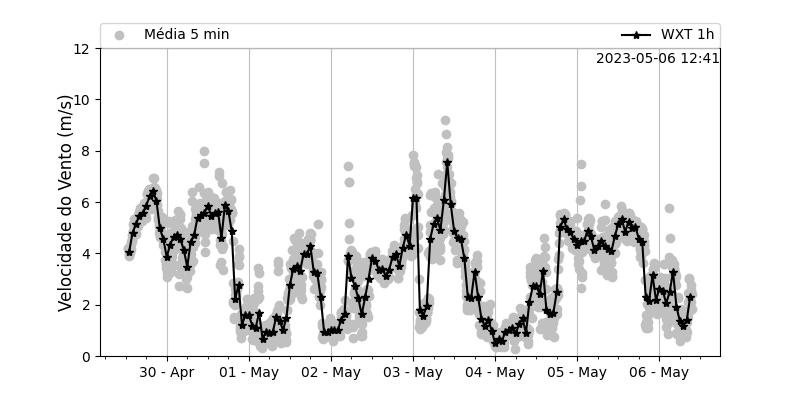 Média 5 min
WXT 1h
2023-05-06 12:41
Velocidade do Vento (m/s)
12
10
8
6
4
2
0
30 - Apr
01 - May
02 - May
03 - May
04 - May
05 - May
06 - May